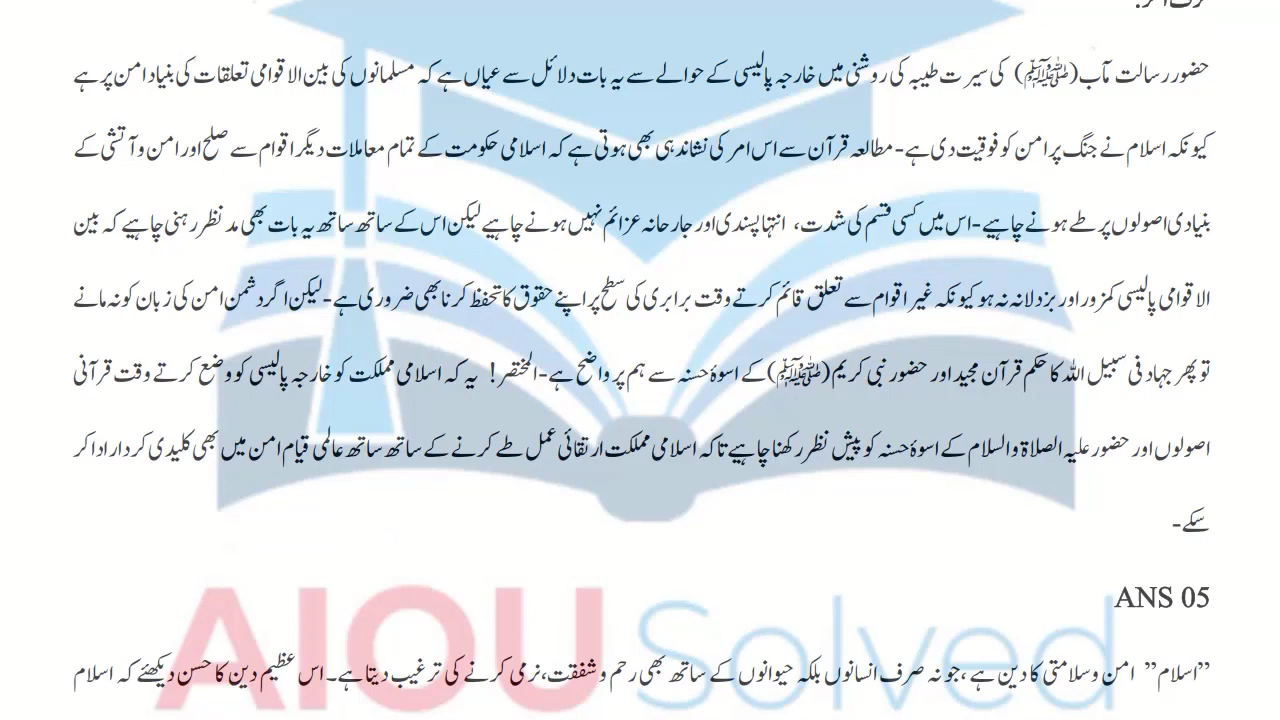 حضور رسالت مآب(ﷺ) کی سیرت طیبہ کی روشنی میں خارجہ پالیسی کے حوالے سے یہ بات دلائل سے عیاں ہے کہ مسلمانوں کی بین الاقوامی تعلقات کی بنیاد امن پر ہے
کیونکہ اسلام نے جنگ پر امن کو فوقیت دی ہے- مطالعہ قرآن سے اس امر کی نشاندہی بھی ہوتی ہے کہ اسلامی حکومت کے تمام معاملات دیگر اقوام سے صلح اور امن و آتشی کے
بنیادی اصولوں پر طے ہونے چاہیے- اس میں کسی قسم کی شدت، انتہا پسندی اور جارحانہ عزائم نہیں ہونے چاہیے لیکن اس کے ساتھ ساتھ یہ بات بھی مد نظر رہنی چاہیے کہ بین
الاقوامی پالیسی کمزور اور بزدلانہ نہ ہو کیونکہ غیر اقوام سے تعلق قائم کرتے وقت برابری کی سطح پر اپنے حقوق کا تحفظ کرنا بھی ضروری ہے- لیکن اگر دشمن امن کی زبان کو نہ مانے
تو پھر جہاد فی سبیل اللہ کا حکم قرآن مجید اور حضور نبی کریم(ﷺ)کے اسوۂ حسنہ سے ہم پر واضح ہے- المختصر! یہ کہ اسلامی مملکت کو خارجہ پالیسی کو وضع کرتے وقت قرآنی
اصولوں اور حضور علیہ الصلاۃ والسلام کے اسوۂ حسنہ کو پیش نظر رکھنا چاہیے تاکہ اسلامی مملکت ارتقائی عمل طے کرنے کے ساتھ ساتھ عالمی قیام امن میں بھی کلیدی کردار ادا کر
سکے-
ANS 05
”اسلام” امن و سلامتی کا دین ہے ،جو نہ صرف انسانوں بلکہ حیوانوں کے ساتھ بھی رحم و شفقت،نرمی کرنے کی ترغیب دیتا ہے۔ اس عظیم دین کا حسن دیکھئے کہ اسلام
AIOU Solved